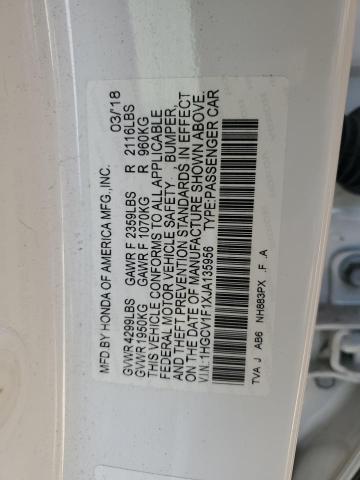 MFD.BY HONDA OF AMERICA MFG.,INC. 03/18
GVWR 4299LBS GAWR F 2359LBS R 2116LBS
GVWR 1950KG GAWR F 1070KG R 960KG
THIS VEHICLE CONFORMS TO ALL APPLICABLE
FEDERAL MOTOR VEHICLE SAFETY, BUMPER,
AND THEFT PREVENTION STANDARDS IN EFFECT
ON THE DATE OF MANUFACTURE SHOWN ABOVE.
V.I.N.: 1HGCV1F1XJA135956 TYPE:PASSENGER CAR
TVA J AB6 NH883PX .F .A